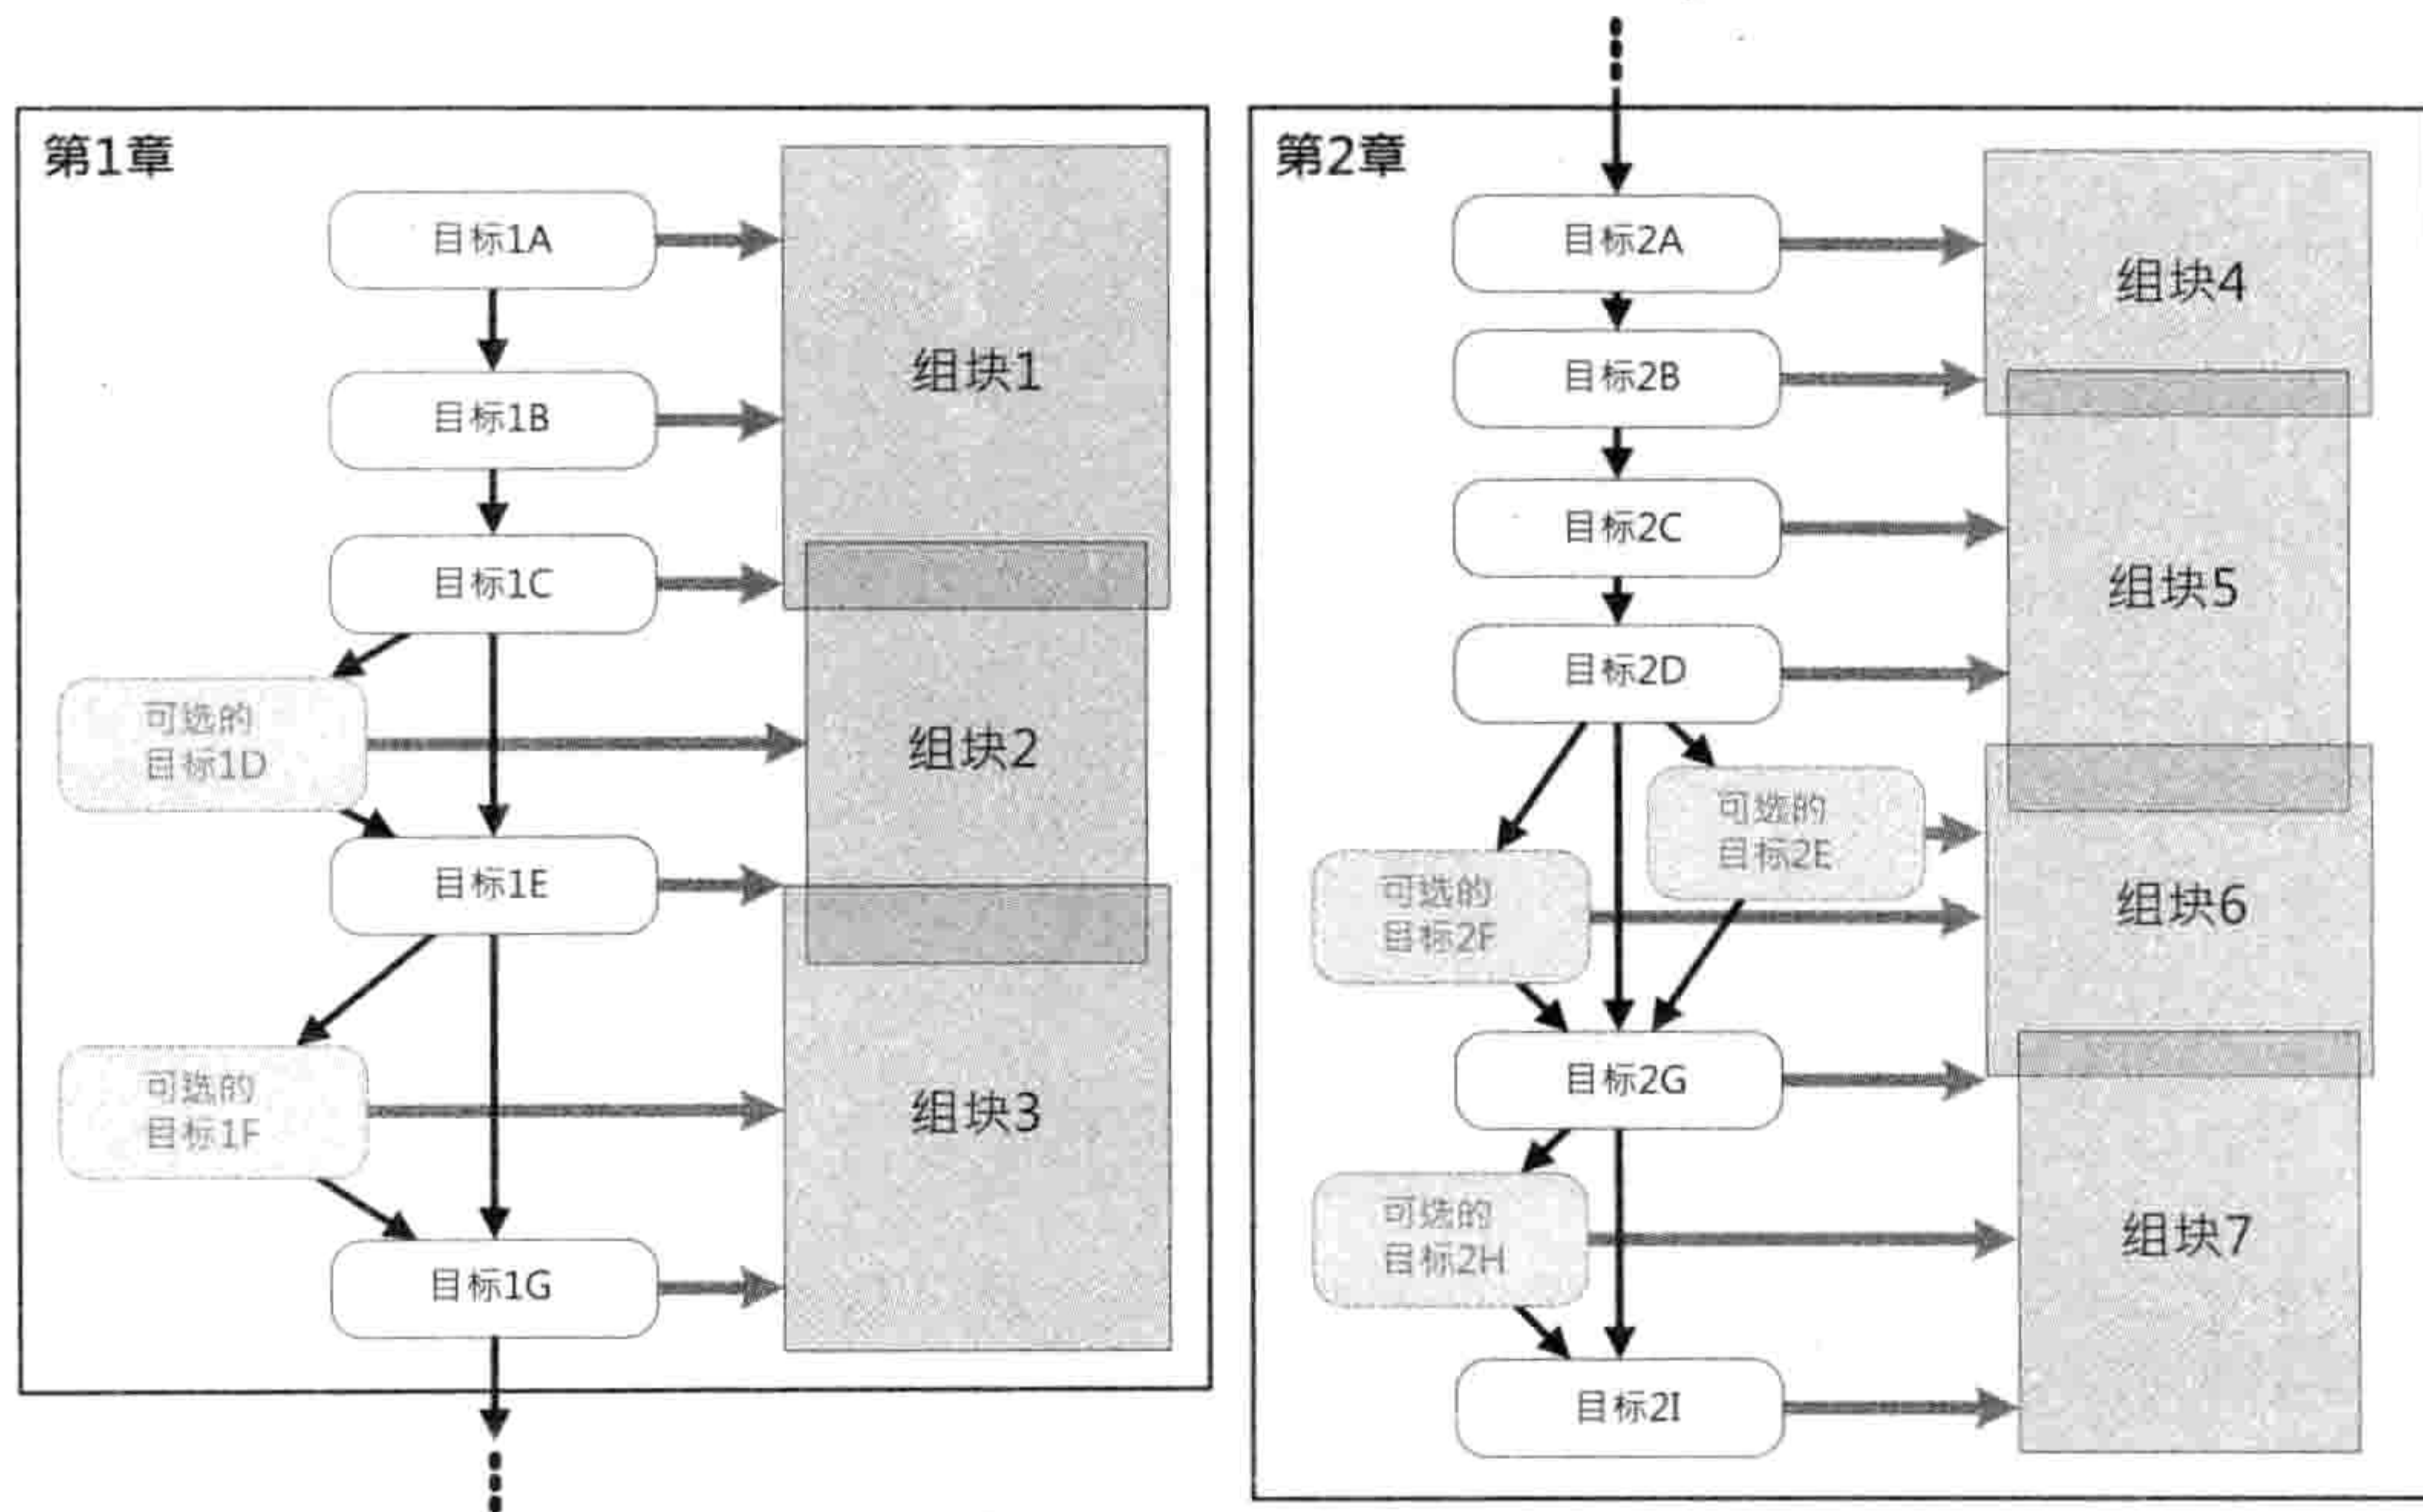 第1章
目标1A
组块1
目标1B
目标1C
可选的
目标1D
组块2
目标1E
可选的
目标1F
组块3
目标1G
第2章
目标2A
组块4
目标2B
目标2C
组块5
目标2D
可选的
目标2E
可选的
目标2F
组块6
目标2G
可选的
目标2H
组块7
目标2I